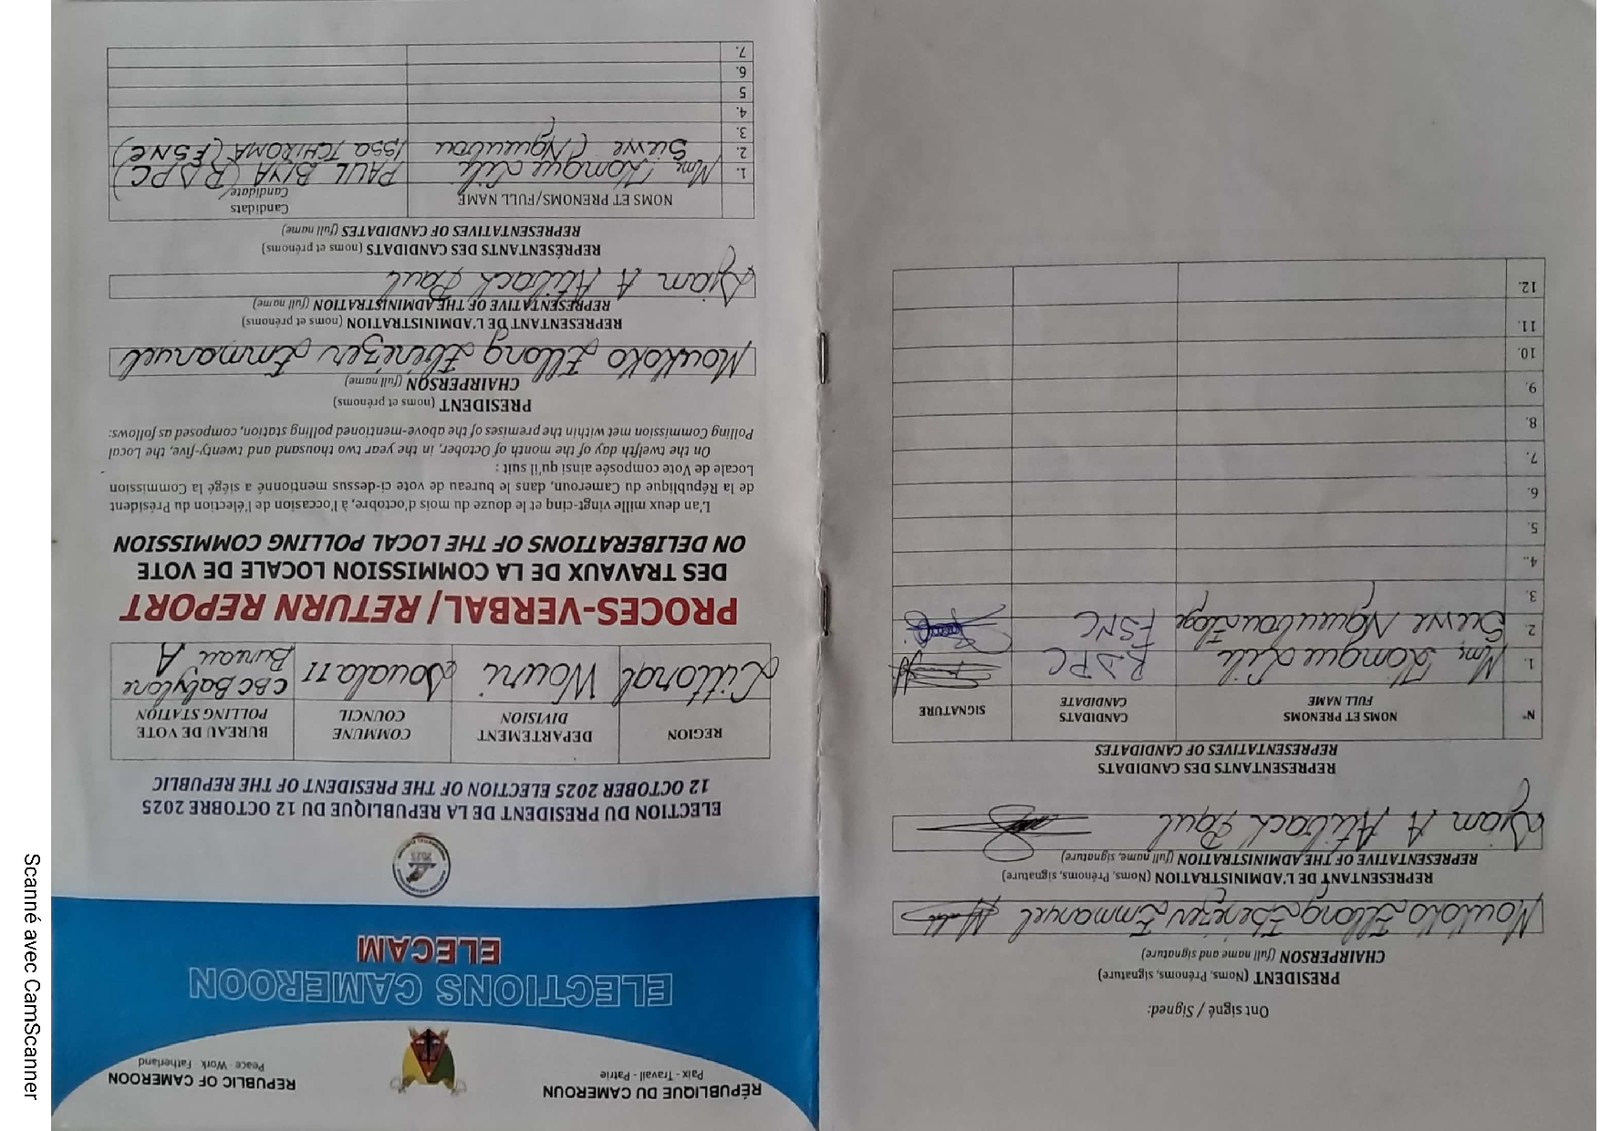 RÉPUBLIQUE DU CAMEROUN
Paix - Travail - Patrie
REPUBLIC OF CAMEROON
Peace Work Fatherland
ELECTIONS CAMEROON
ELECAM
ELECTION DU PRESIDENT DE LA REPUBLIQUE DU 12 OCTOBRE 2025
12 OCTOBER 2025 ELECTION OF THE PRESIDENT OF THE REPUBLIC
REGION DEPARTEMENT COMMUNE BUREAU DE VOTE
DIVISION COUNCIL POLLING STATION
Littoral Wouri Douala II CBC Babylone
Bureau A
PROCES-VERBAL/ RETURN REPORT
DES TRAVAUX DE LA COMMISSION LOCALE DE VOTE
ON DELIBERATIONS OF THE LOCAL POLLING COMMISSION
L'an deux mille vingt-cinq et le douze du mois d'octobre, à l'occasion de l'élection du Président
de la République du Cameroun, dans le bureau de vote ci-dessus mentionné a siégé la Commission
Locale de Vote composée ainsi qu'il suit :
On the twelfth day of the month of October, in the year two thousand and twenty-five, the Local
Polling Commission met within the premises of the above-mentioned polling station, composed as follows:
PRESIDENT (noms et prénoms)
CHAIRPERSON (full name)
Moukoko Ellong Ebenezer Emmanuel
REPRESENTANT DE L'ADMINISTRATION (noms et prénoms)
REPRESENTATIVE OF THE ADMINISTRATION (full name)
A Paul
REPRÉSENTANTS DES CANDIDATS (noms et prénoms)
REPRESENTATIVES OF CANDIDATES (full name)
NOMS ET PRENOMS/FULL NAME Candidats
Candidate
1. Mme PAUL BIYA (RDPC)
2. ISSA TCHIROMA (FSNC)
3.
4.
5
6.
7.
Ont signé / Signed:
PRESIDENT (Noms, Prénoms, signature)
CHAIRPERSON (full name and signature)
Moukoko Ellong Ebenezer Emmanuel
REPRESENTANT DE L'ADMINISTRATION (Noms, Prénoms, signature)
REPRESENTATIVE OF THE ADMINISTRATION (full name, signature)
A Paul
REPRESENTANTS DES CANDIDATS
REPRESENTATIVES OF CANDIDATES
N° NOMS ET PRENOMS CANDIDATS SIGNATURE
FULL NAME CANDIDATE
1. Mme RDPC
2. FSNC
3.
4..
5.
6.
7.
8.
9.
10.
11.
12.
Scanné avec CamScanner